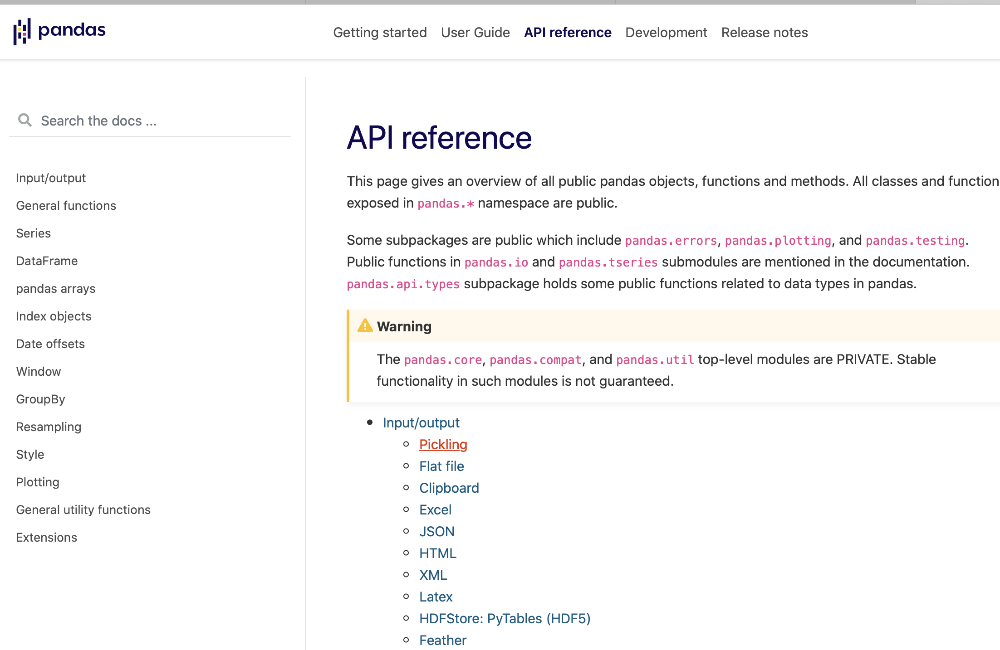 pandas
Getting started User Guide API reference Development Release notes
Search the docs ...
Input/output
General functions
Series
DataFrame
pandas arrays
Index objects
Date offsets
Window
GroupBy
Resampling
Style
Plotting
General utility functions
Extensions
API reference
This page gives an overview of all public pandas objects, functions and methods. All classes and function
exposed in pandas.* namespace are public.
Some subpackages are public which include pandas.errors, pandas.plotting, and pandas.testing.
Public functions in pandas.io and pandas.tseries submodules are mentioned in the documentation.
pandas.api.types subpackage holds some public functions related to data types in pandas.
Warning
The pandas.core, pandas.compat, and pandas.util top-level modules are PRIVATE. Stable
functionality in such modules is not guaranteed.
Input/output
Pickling
Flat file
Clipboard
Excel
JSON
HTML
XML
Latex
HDFStore: PyTables (HDF5)
Feather